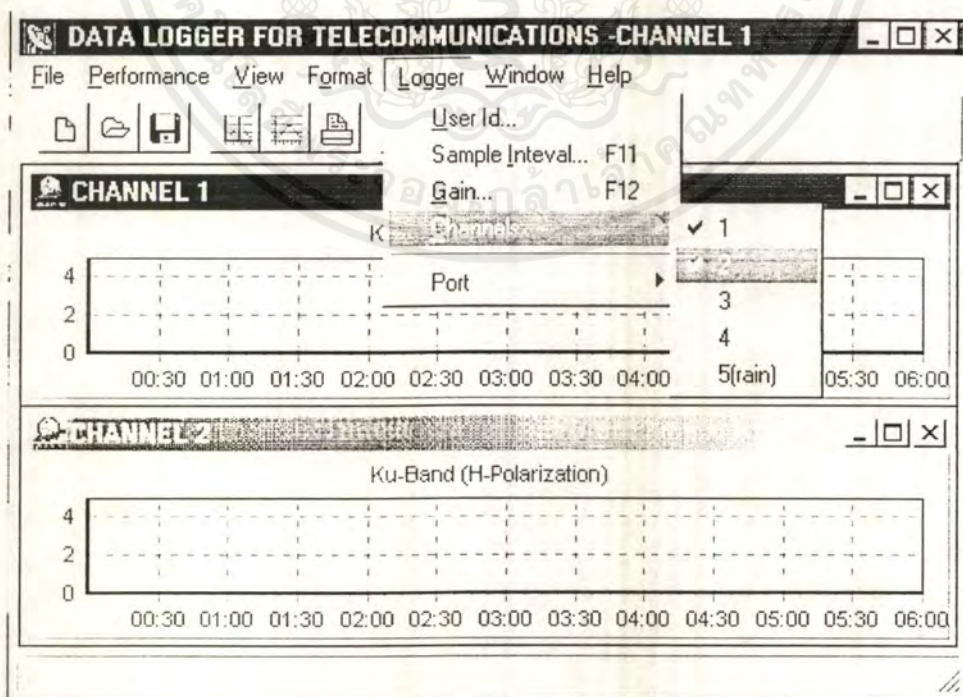 DATA LOGGER FOR TELECOMMUNICATIONS -CHANNEL 1
File Performance View Format Logger Window Help
User Id...
Sample Inteval... F11
Gain... F12
Channels
Port
1
2
3
4
5(rain)
CHANNEL 1
K
4
2
0
00:30 01:00 01:30 02:00 02:30 03:00 03:30 04:00 05:30 06:00
CHANNEL 2
Ku-Band (H-Polarization)
4
2
0
00:30 01:00 01:30 02:00 02:30 03:00 03:30 04:00 04:30 05:00 05:30 06:00